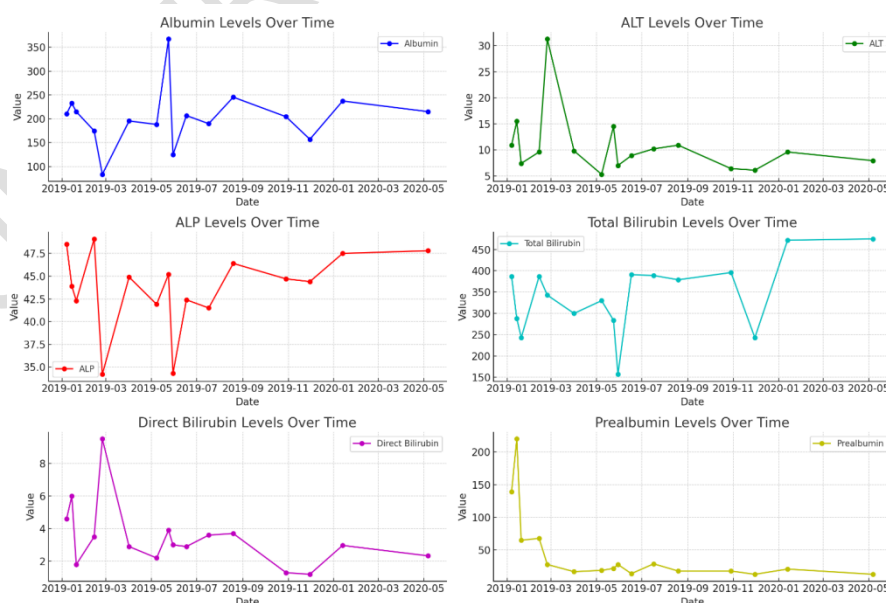 Albumin Levels Over Time
Value
350
300
250
200
150
100
Albumin
2019-01 2019-03 2019-05 2019-07 2019-09 2019-11 2020-01 2020-03 2020-05
Date
ALT Levels Over Time
Value
30
25
20
15
10
5
ALT
2019-01 2019-03 2019-05 2019-07 2019-09 2019-11 2020-01 2020-03 2020-05
Date
ALP Levels Over Time
Value
47.5
45.0
42.5
40.0
37.5
35.0
ALP
2019-01 2019-03 2019-05 2019-07 2019-09 2019-11 2020-01 2020-03 2020-05
Date
Total Bilirubin Levels Over Time
Value
450
400
350
300
250
200
150
Total Bilirubin
2019-01 2019-03 2019-05 2019-07 2019-09 2019-11 2020-01 2020-03 2020-05
Date
Direct Bilirubin Levels Over Time
Value
8
6
4
2
Direct Bilirubin
2019-01 2019-03 2019-05 2019-07 2019-09 2019-11 2020-01 2020-03 2020-05
Date
Prealbumin Levels Over Time
Value
200
150
100
50
Prealbumin
2019-01 2019-03 2019-05 2019-07 2019-09 2019-11 2020-01 2020-03 2020-05
Date